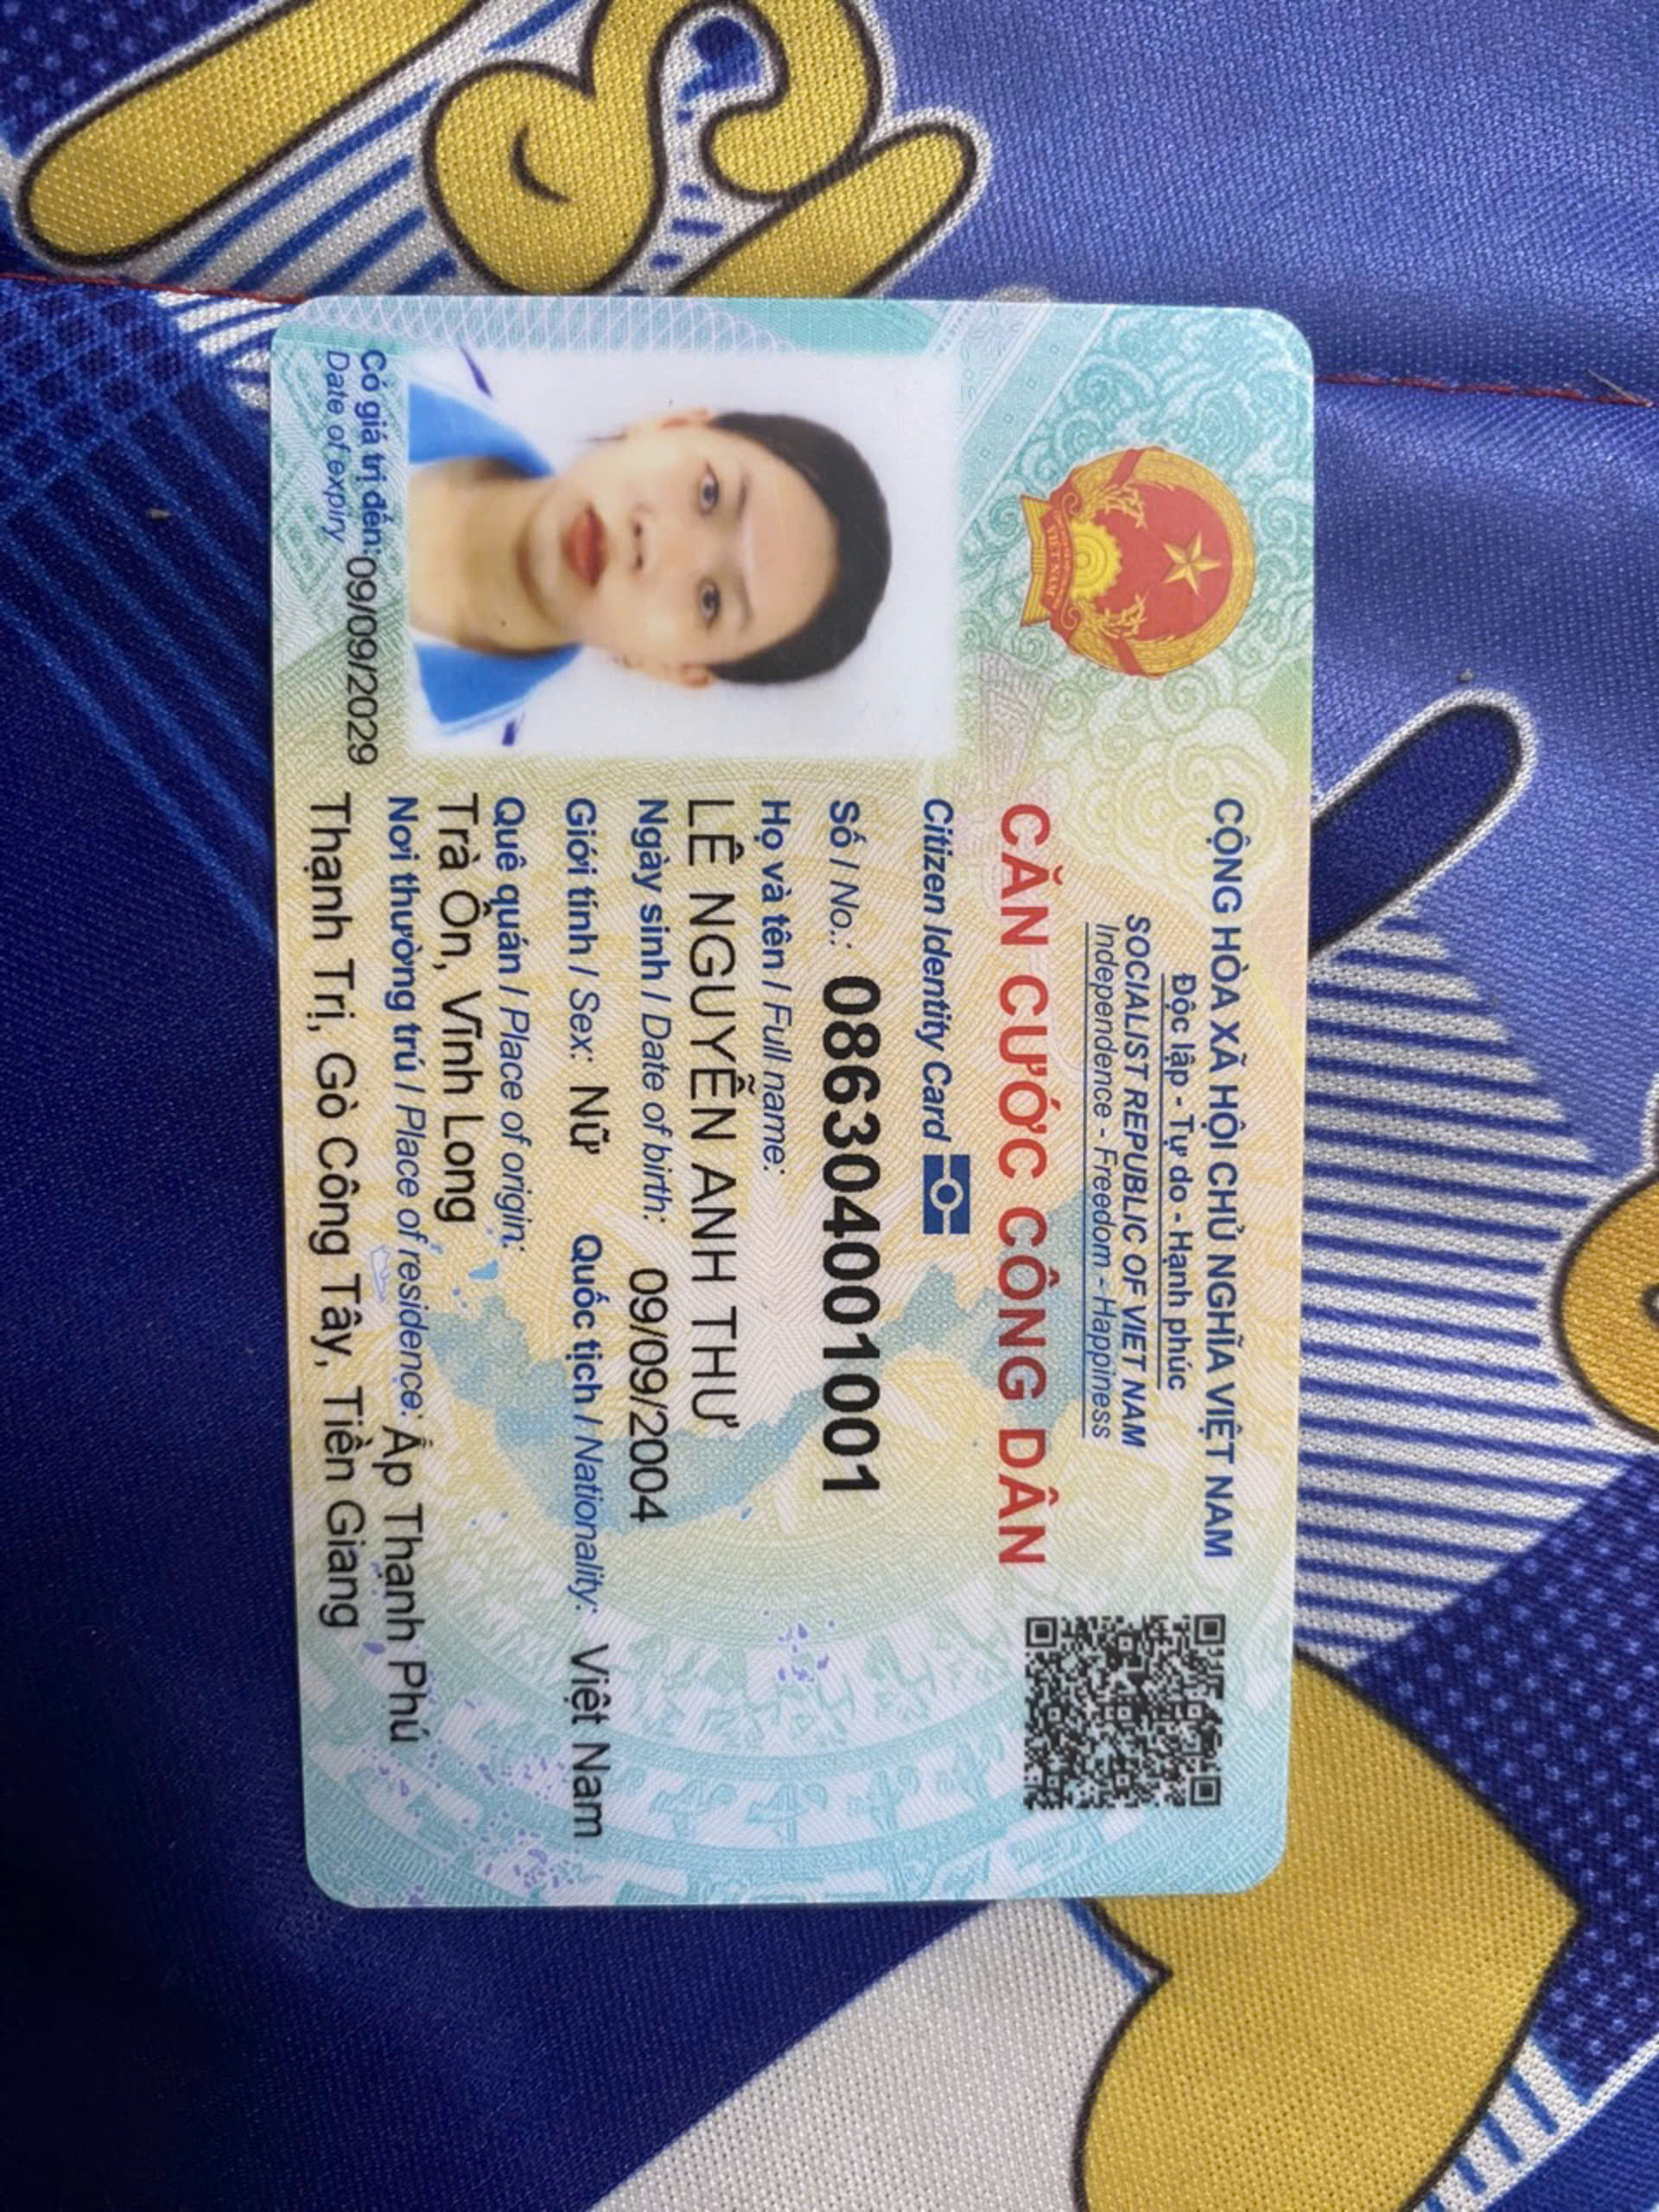 CỘNG HÒA XÃ HỘI CHỦ NGHĨA VIỆT NAM
Độc lập - Tự do - Hạnh phúc
SOCIALIST REPUBLIC OF VIET NAM
Independence - Freedom - Happiness
CĂN CƯỚC CÔNG DÂN
Citizen Identity Card
Số / No.: 086304001001
Họ và tên / Full name:
LÊ NGUYỄN ANH THƯ
Ngày sinh / Date of birth: 09/09/2004
Giới tính / Sex: Nữ Quốc tịch / Nationality: Việt Nam
Quê quán / Place of origin:
Trà Ôn, Vĩnh Long
Nơi thường trú / Place of residence: Ấp Thạnh Phú
Thạnh Trị, Gò Công Tây, Tiền Giang
Có giá trị đến: 09/09/2029
Date of expiry
VIỆT NAM